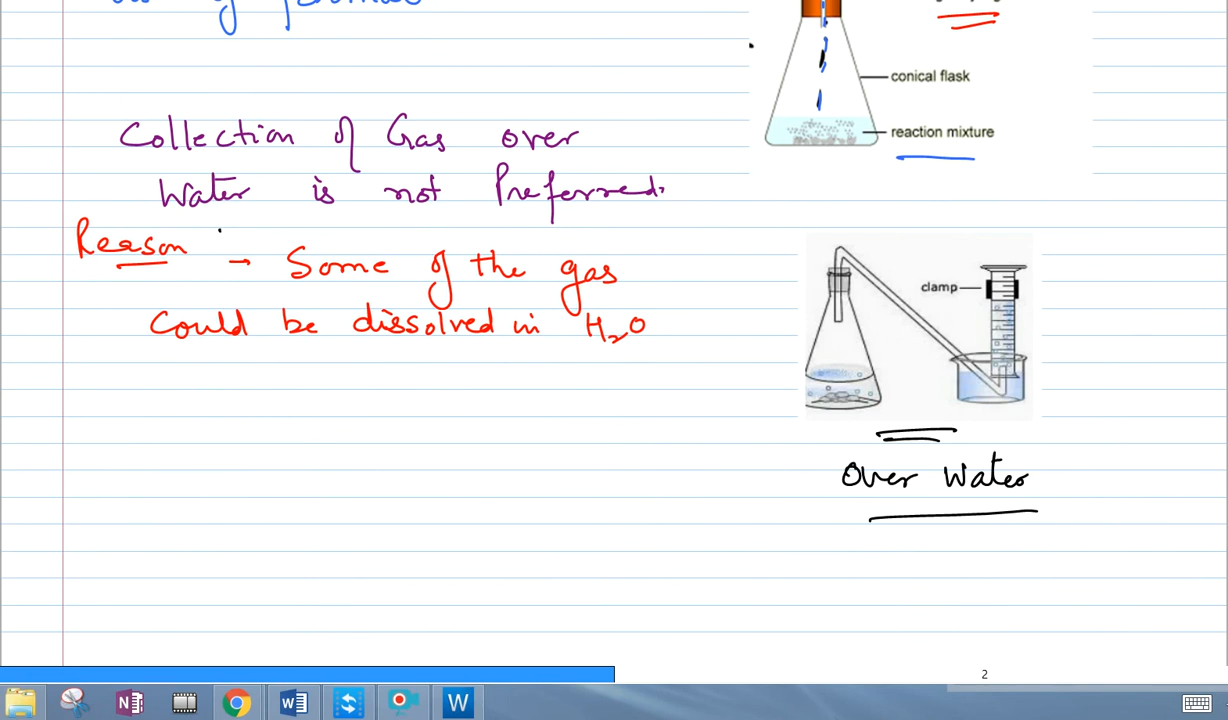 conical flask
reaction mixture
Collection of Gas over
Water is not Preferred.
Reason → Some of the gas
Could be dissolved in H₂O
clamp
Over Water
2
N
W
W